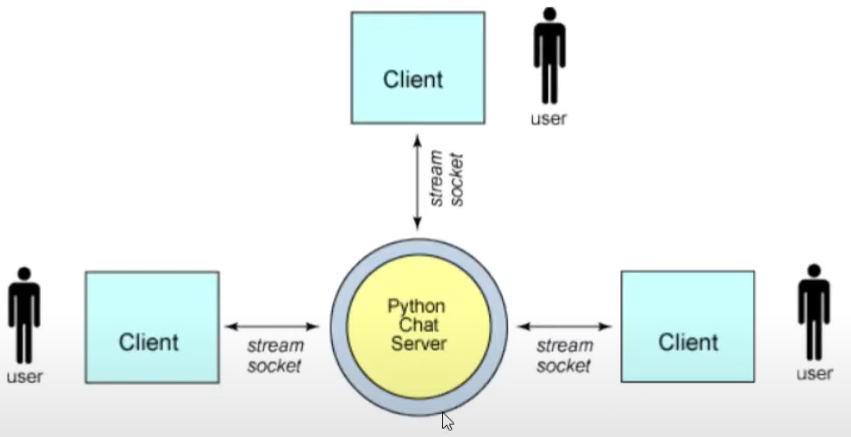 Client
user
stream
socket
Python
Chat
Server
Client
user
stream
socket
stream
socket
Client
user